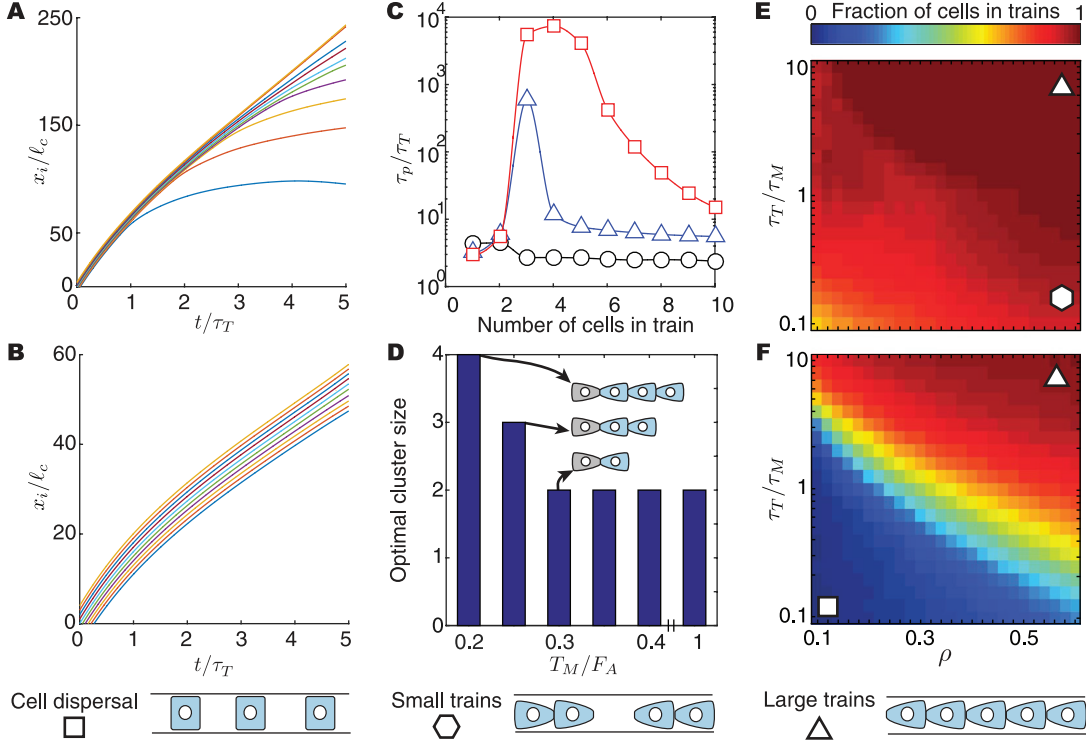 A
250
200
150
100
50
0
x_i/ℓ_c
0 1 2 3 4 5
t/τ_T
B
60
40
20
0
x_i/ℓ_c
0 1 2 3 4 5
t/τ_T
C
10^4
10^3
10^2
10^1
10^0
τ_p/τ_T
0 2 4 6 8 10
Number of cells in train
D
4
3
2
1
0
Optimal cluster size
0.2 0.3 0.4 1
T_M/F_A
E
0 Fraction of cells in trains 1
10
1
0.1
τ_T/τ_M
F
10
1
0.1
τ_T/τ_M
0.1 0.3 0.5
ρ
Cell dispersal
Small trains
Large trains